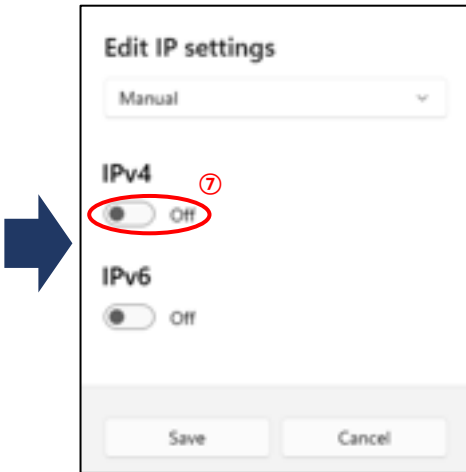 Edit IP settings
Manual
IPv4
⑦
Off
IPv6
Off
Save Cancel